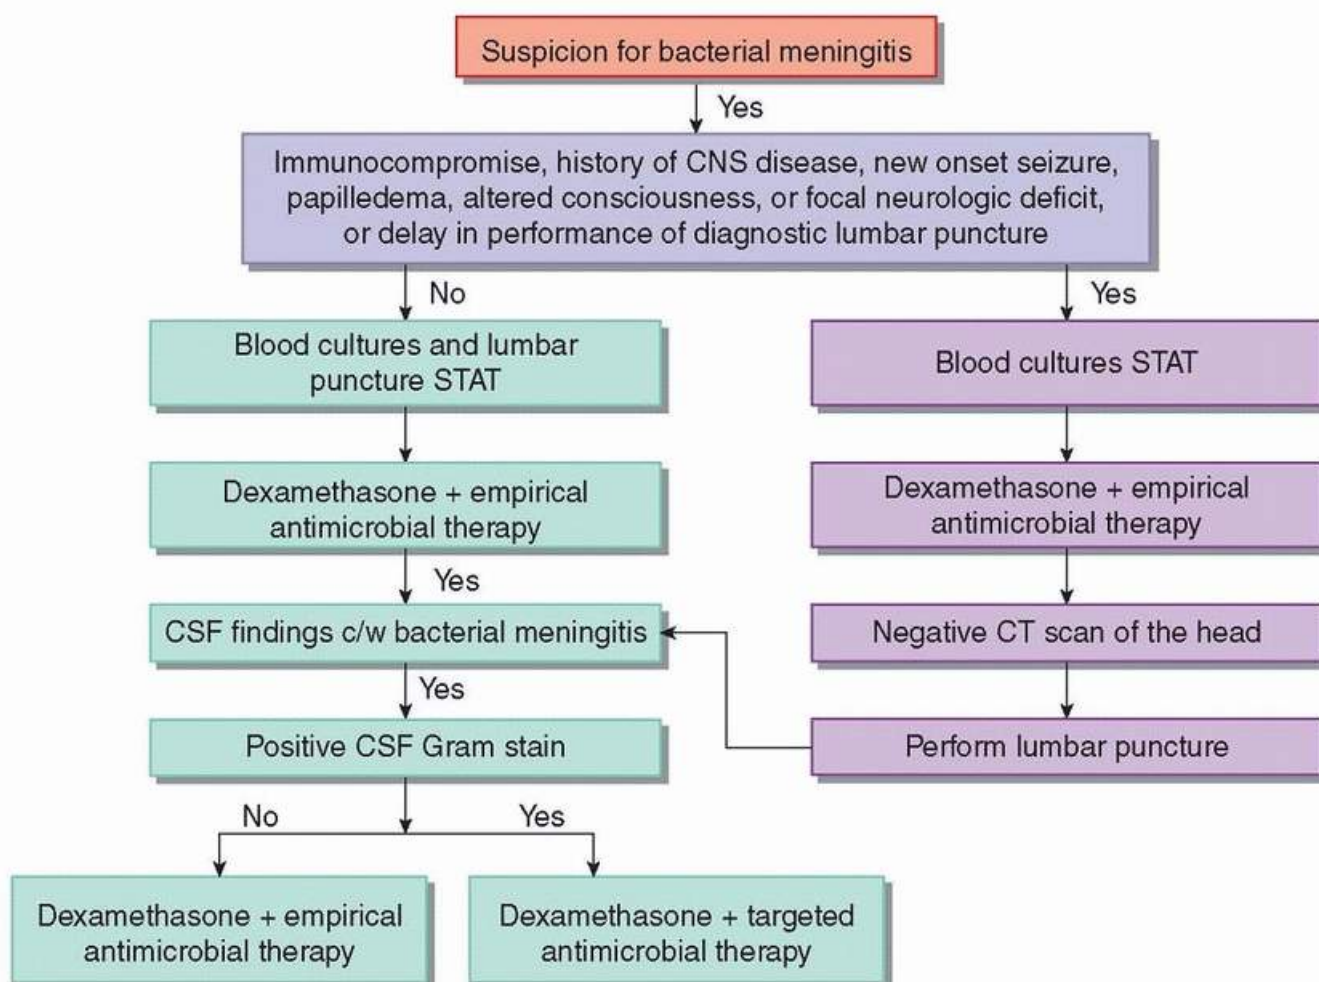 Suspicion for bacterial meningitis
Yes
Immunocompromise, history of CNS disease, new onset seizure,
papilledema, altered consciousness, or focal neurologic deficit,
or delay in performance of diagnostic lumbar puncture
No
Yes
Blood cultures and lumbar
puncture STAT
Blood cultures STAT
Dexamethasone + empirical
antimicrobial therapy
Dexamethasone + empirical
antimicrobial therapy
Yes
CSF findings c/w bacterial meningitis
Negative CT scan of the head
Yes
Positive CSF Gram stain
Perform lumbar puncture
No
Yes
Dexamethasone + empirical
antimicrobial therapy
Dexamethasone + targeted
antimicrobial therapy